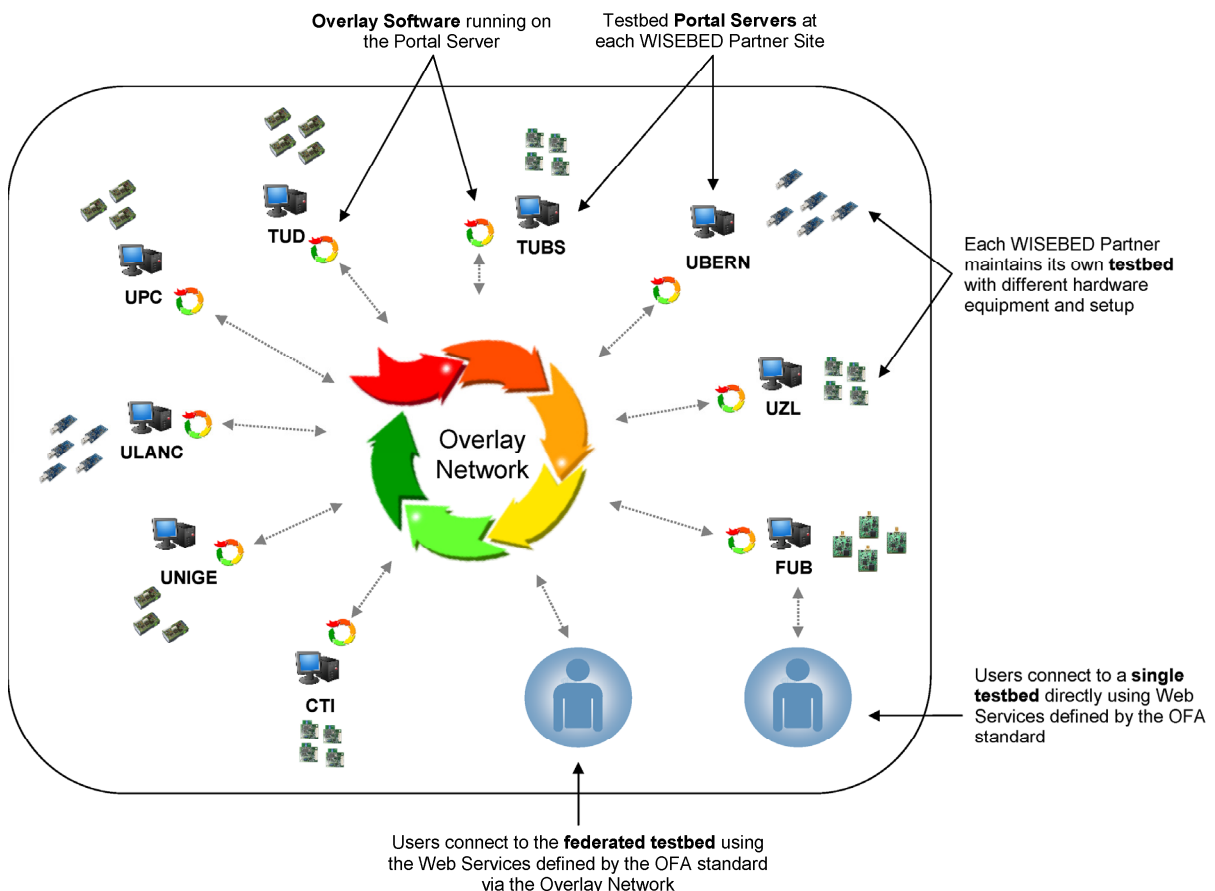 Overlay Software running on
the Portal Server
Testbed Portal Servers at
each WISEBED Partner Site
TUD
TUBS
UBERN
UPC
Each WISEBED Partner
maintains its own testbed
with different hardware
equipment and setup
UZL
ULANC
Overlay
Network
UNIGE
FUB
CTI
Users connect to a single
testbed directly using Web
Services defined by the OFA
standard
Users connect to the federated testbed using
the Web Services defined by the OFA standard
via the Overlay Network